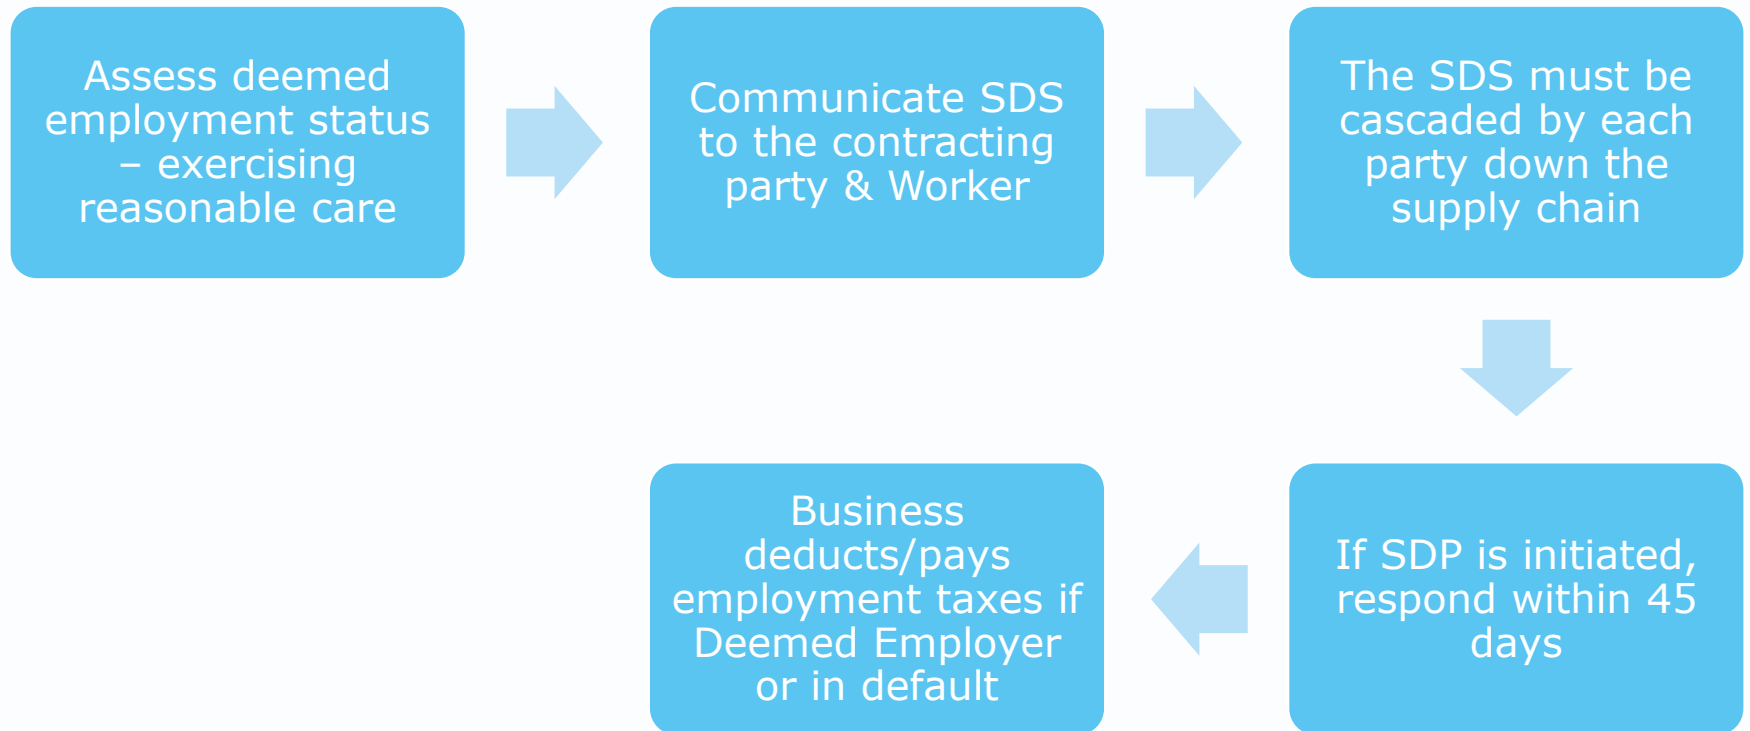 Assess deemed
employment status
– exercising
reasonable care
Communicate SDS
to the contracting
party & Worker
The SDS must be
cascaded by each
party down the
supply chain
If SDP is initiated,
respond within 45
days
Business
deducts/pays
employment taxes if
Deemed Employer
or in default